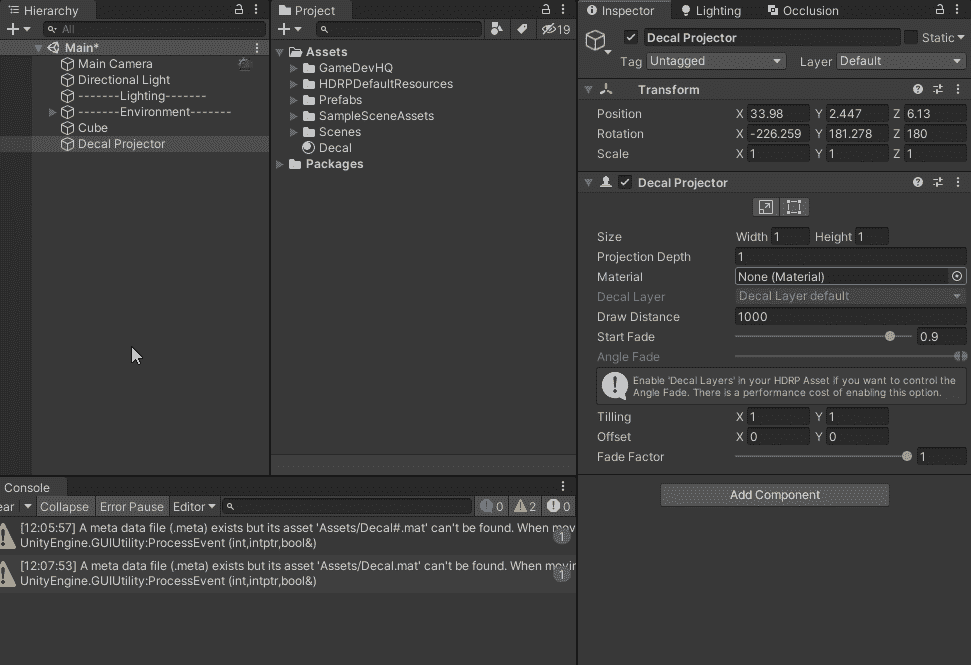 Hierarchy
All
Main*
Main Camera
Directional Light
-------Lighting-------
-------Environment-------
Cube
Decal Projector
Project
19
Assets
GameDevHQ
HDRPDefaultResources
Prefabs
SampleSceneAssets
Scenes
Decal
Packages
Inspector Lighting Occlusion
Decal Projector Static
Tag Untagged Layer Default
Transform
Position X 33.98 Y 2.447 Z 6.13
Rotation X -226.259 Y 181.278 Z 180
Scale X 1 Y 1 Z 1
Decal Projector
Size Width 1 Height 1
Projection Depth 1
Material None (Material)
Decal Layer Decal Layer default
Draw Distance 1000
Start Fade 0.9
Angle Fade
Enable 'Decal Layers' in your HDRP Asset if you want to control the
Angle Fade. There is a performance cost of enabling this option.
Tilling X 1 Y 1
Offset X 0 Y 0
Fade Factor 1
Add Component
Console
ear Collapse Error Pause Editor 0 2 0
[12:05:57] A meta data file (.meta) exists but its asset 'Assets/Decal#.mat' can't be found. When mov
UnityEngine.GUIUtility:ProcessEvent (int,intptr,bool&) 1
[12:07:53] A meta data file (.meta) exists but its asset 'Assets/Decal.mat' can't be found. When movin
UnityEngine.GUIUtility:ProcessEvent (int,intptr,bool&) 1